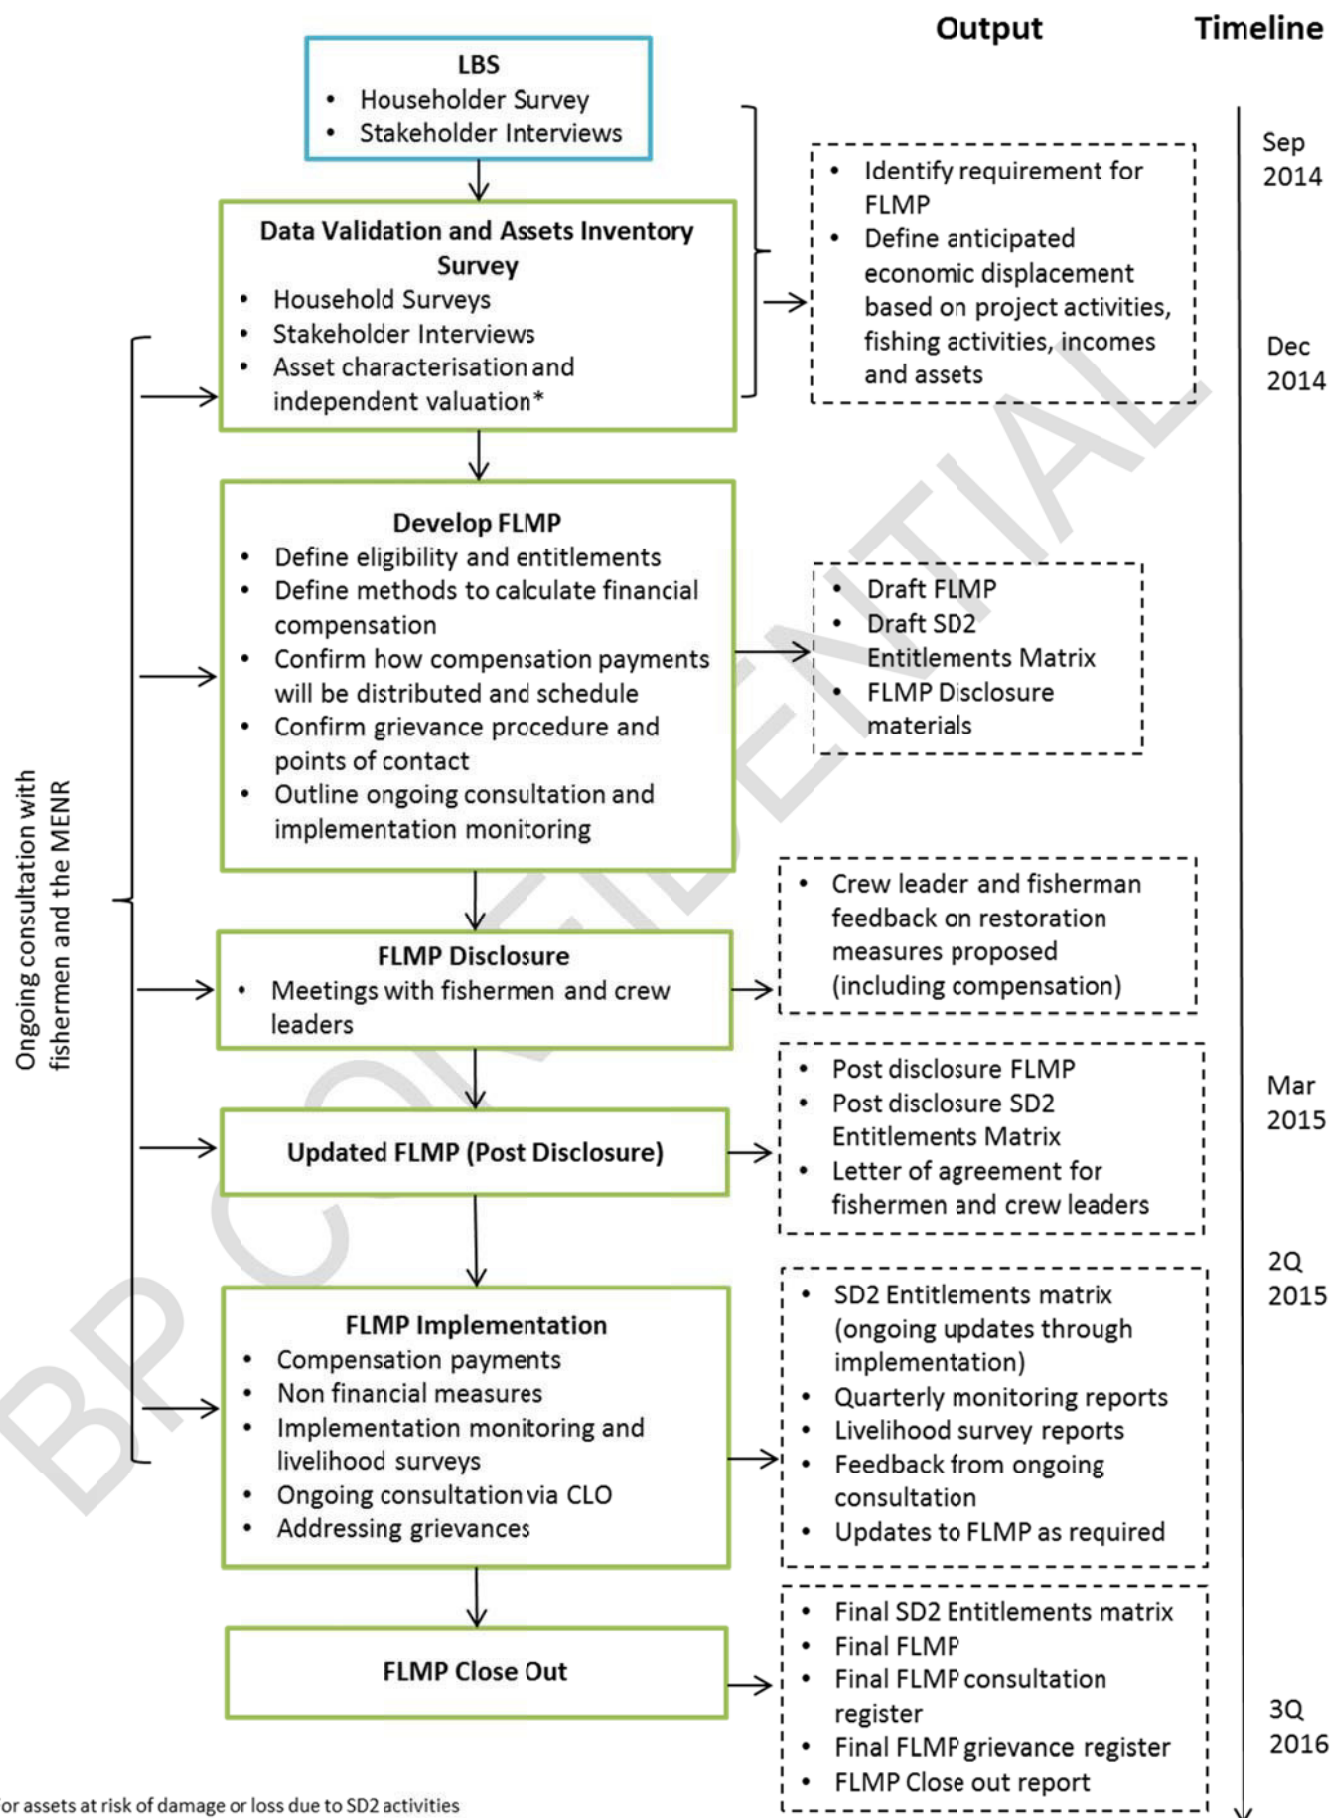 Output
Timeline
LBS
• Householder Survey
• Stakeholder Interviews
Data Validation and Assets Inventory
Survey
• Household Surveys
• Stakeholder Interviews
• Asset characterisation and
independent valuation*
• Identify requirement for
FLMP
• Define anticipated
economic displacement
based on project activities,
fishing activities, incomes
and assets
Sep
2014
Dec
2014
Develop FLMP
• Define eligibility and entitlements
• Define methods to calculate financial
compensation
• Confirm how compensation payments
will be distributed and schedule
• Confirm grievance procedure and
points of contact
• Outline ongoing consultation and
implementation monitoring
• Draft FLMP
• Draft SD2
Entitlements Matrix
• FLMP Disclosure
materials
Ongoing consultation with
fishermen and the MENR
FLMP Disclosure
• Meetings with fishermen and crew
leaders
• Crew leader and fisherman
feedback on restoration
measures proposed
(including compensation)
Updated FLMP (Post Disclosure)
• Post disclosure FLMP
• Post disclosure SD2
Entitlements Matrix
• Letter of agreement for
fishermen and crew leaders
Mar
2015
2Q
2015
FLMP Implementation
• Compensation payments
• Non financial measures
• Implementation monitoring and
livelihood surveys
• Ongoing consultation via CLO
• Addressing grievances
• SD2 Entitlements matrix
(ongoing updates through
implementation)
• Quarterly monitoring reports
• Livelihood survey reports
• Feedback from ongoing
consultation
• Updates to FLMP as required
FLMP Close Out
• Final SD2 Entitlements matrix
• Final FLMP
• Final FLMP consultation
register
• Final FLMP grievance register
• FLMP Close out report
3Q
2016
For assets at risk of damage or loss due to SD2 activities
BP CONFIDENTIAL